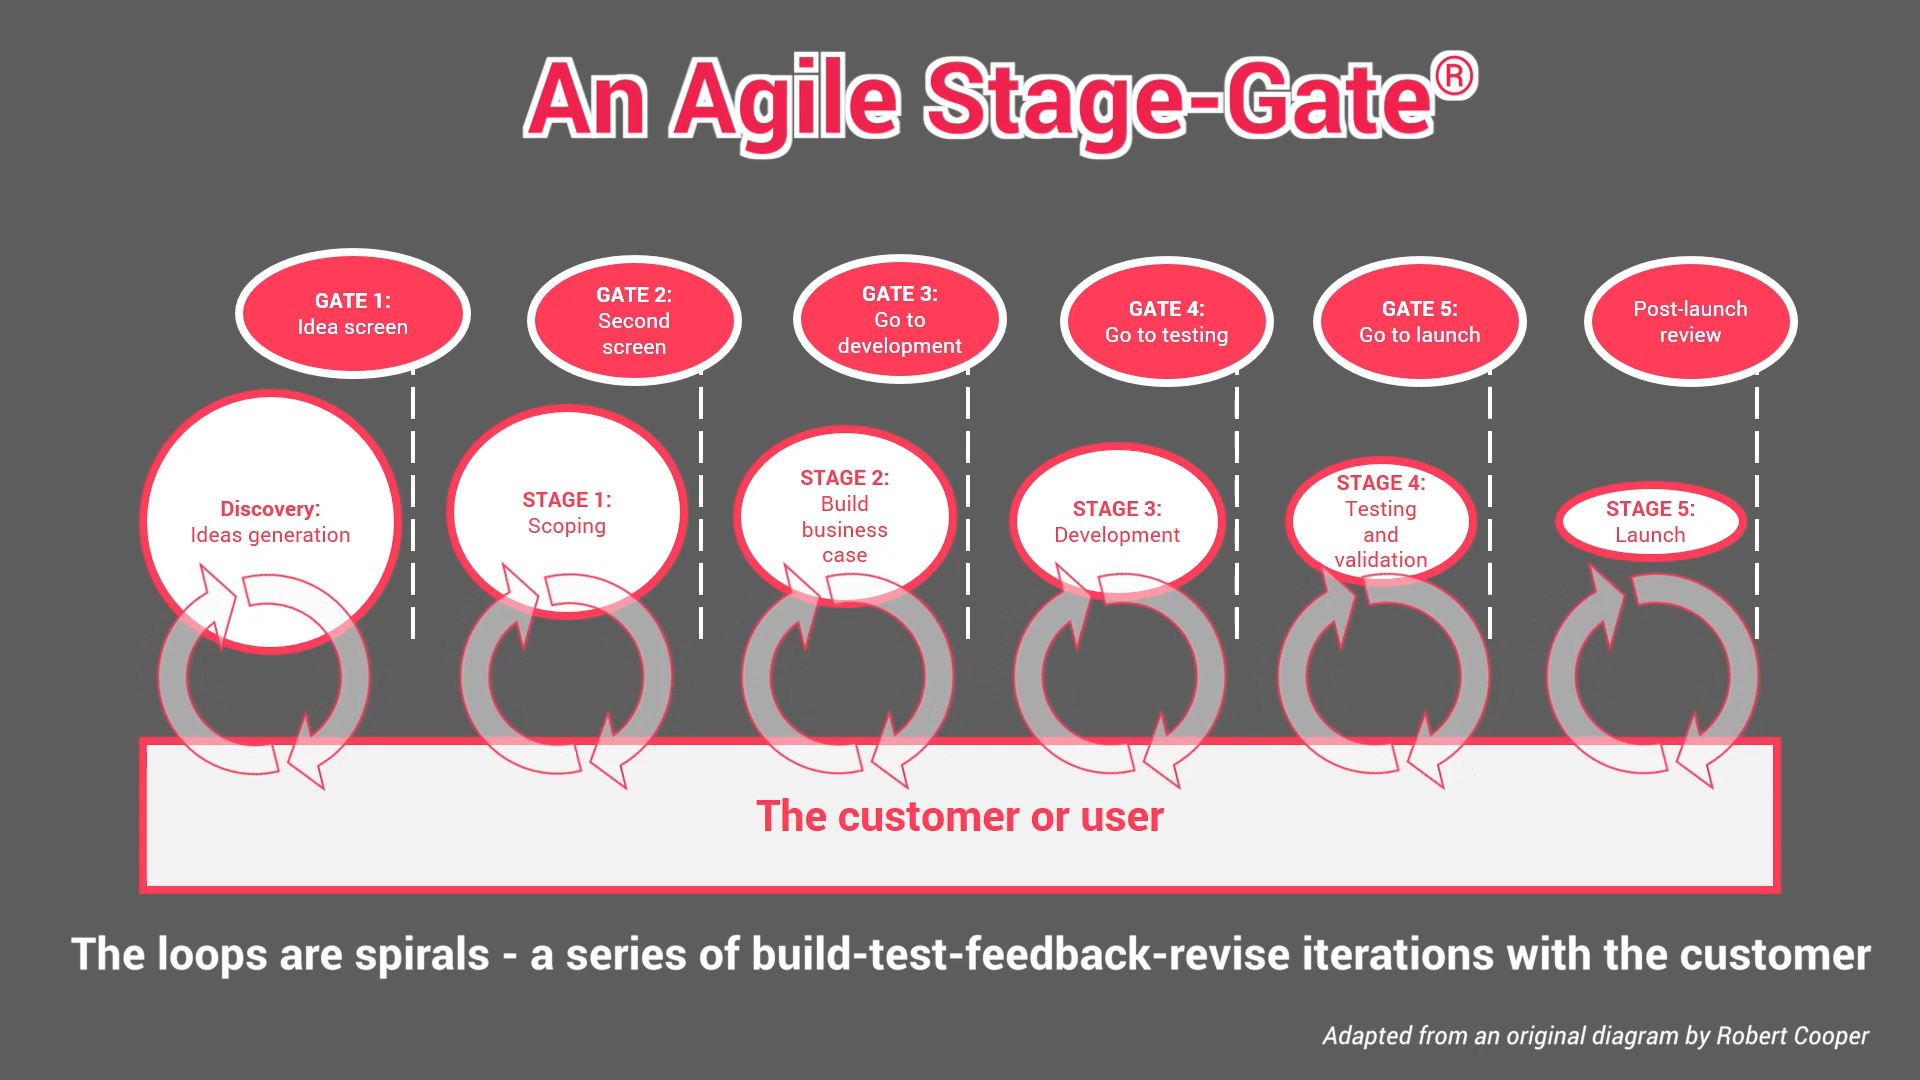 An Agile Stage-Gate®
GATE 1:
Idea screen
GATE 2:
Second
screen
GATE 3:
Go to
development
GATE 4:
Go to testing
GATE 5:
Go to launch
Post-launch
review
Discovery:
Ideas generation
STAGE 1:
Scoping
STAGE 2:
Build
business
case
STAGE 3:
Development
STAGE 4:
Testing
and
validation
STAGE 5:
Launch
The customer or user
The loops are spirals - a series of build-test-feedback-revise iterations with the customer
Adapted from an original diagram by Robert Cooper